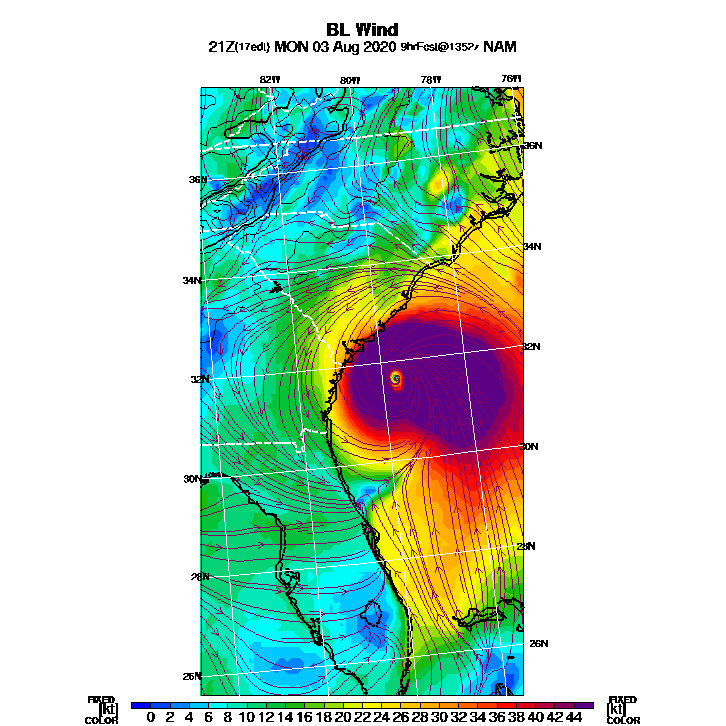 BL Wind
21Z(17edt) MON 03 Aug 2020 9hrFcst@1352z NAM
82W 80W 78W 76W
36N
36N
34N
34N
32N
32N
30N
30N
28N
28N
26N
26N
FIXED FIXED
[kt] 0 2 4 6 8 10 12 14 16 18 20 22 24 26 28 30 32 34 36 38 40 42 44 [kt]
COLOR COLOR